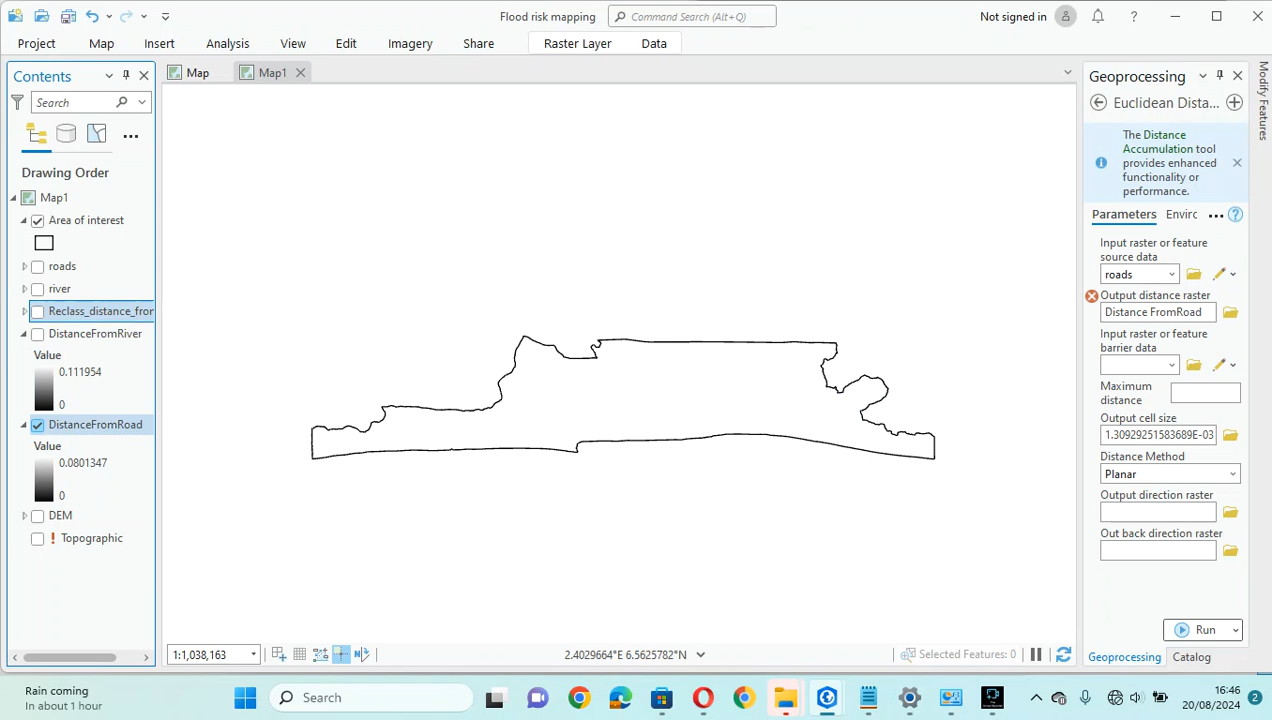 Flood risk mapping
Command Search (Alt+Q)
Not signed in
?
Project
Map
Insert
Analysis
View
Edit
Imagery
Share
Raster Layer
Data
Contents
Search
Drawing Order
Map1
Area of interest
roads
river
Reclass_distance_fror
DistanceFromRiver
Value
0.111954
0
DistanceFromRoad
Value
0.0801347
0
DEM
! Topographic
Map
Map1
1:1,038,163
2.4029664°E 6.5625782°N
Selected Features: 0
Geoprocessing
Euclidean Dista...
The Distance
Accumulation tool
provides enhanced
functionality or
performance.
Parameters
Envirc
Input raster or feature
source data
roads
Output distance raster
Distance FromRoad
Input raster or feature
barrier data
Maximum
distance
Output cell size
1.30929251583689E-03
Distance Method
Planar
Output direction raster
Out back direction raster
Run
Geoprocessing
Catalog
Modify Features
Rain coming
In about 1 hour
Search
16:46
20/08/2024
2